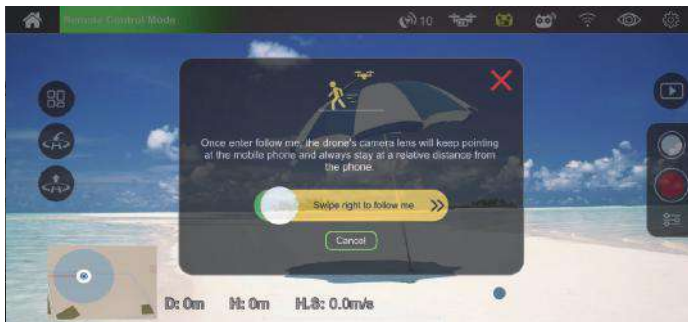 Remote Control Mode
10
Once enter follow me, the drone's camera lens will keep pointing
at the mobile phone and always stay at a relative distance from
the phone.
Swipe right to follow me
Cancel
D: 0m H: 0m H.S: 0.0m/s